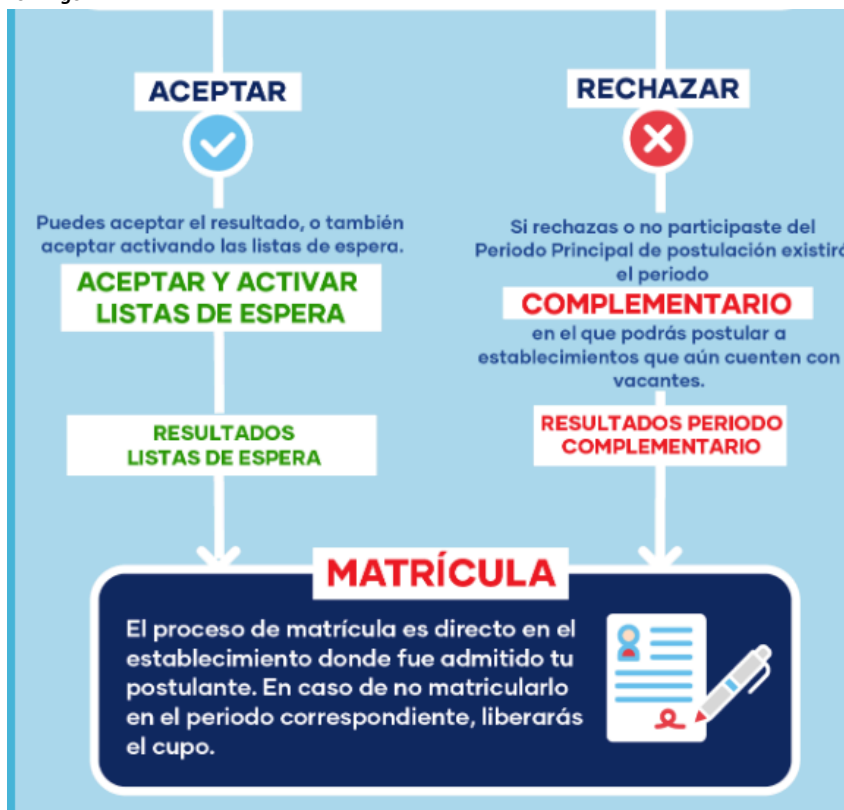 ACEPTAR
Puedes aceptar el resultado, o también
aceptar activando las listas de espera.
ACEPTAR Y ACTIVAR
LISTAS DE ESPERA
RESULTADOS
LISTAS DE ESPERA
RECHAZAR
Si rechazas o no participaste del
Periodo Principal de postulación existirá
el periodo
COMPLEMENTARIO
en el que podrás postular a
establecimientos que aún cuenten con
vacantes.
RESULTADOS PERIODO
COMPLEMENTARIO
MATRÍCULA
El proceso de matrícula es directo en el
establecimiento donde fue admitido tu
postulante. En caso de no matricularlo
en el periodo correspondiente, liberarás
el cupo.